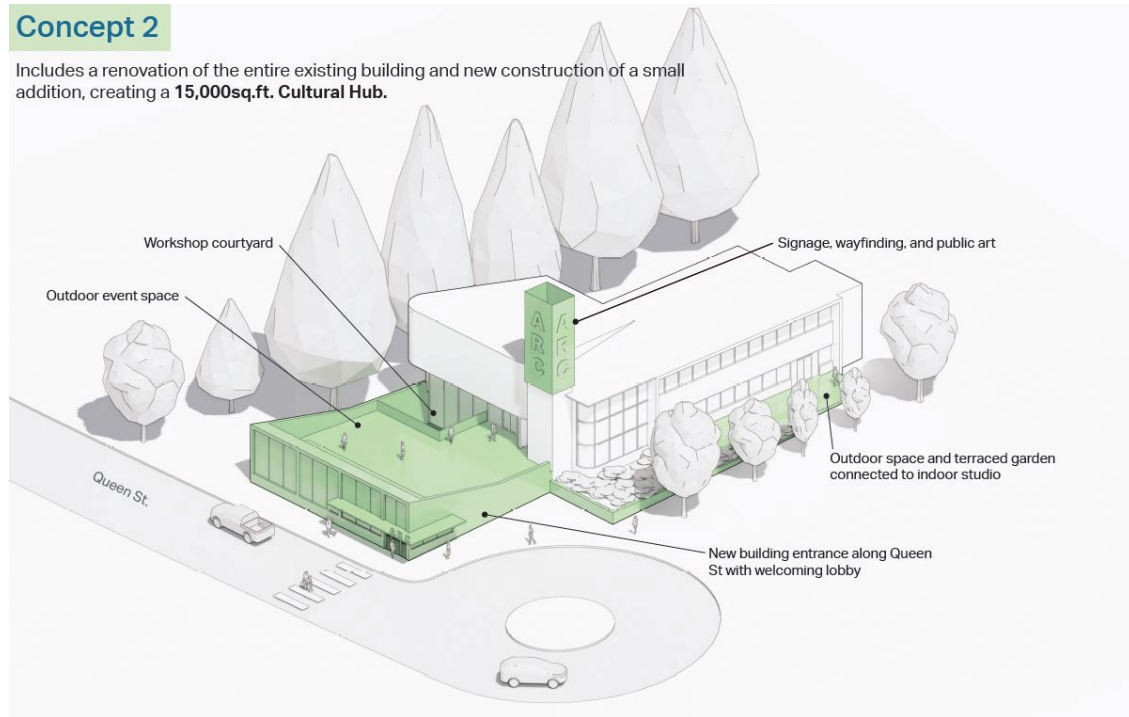 Concept 2
Includes a renovation of the entire existing building and new construction of a small
addition, creating a 15,000sq.ft. Cultural Hub.
Workshop courtyard
Signage, wayfinding, and public art
Outdoor event space
ARC
ARC
Outdoor space and terraced garden
connected to indoor studio
Queen St.
ARC
New building entrance along Queen
St with welcoming lobby